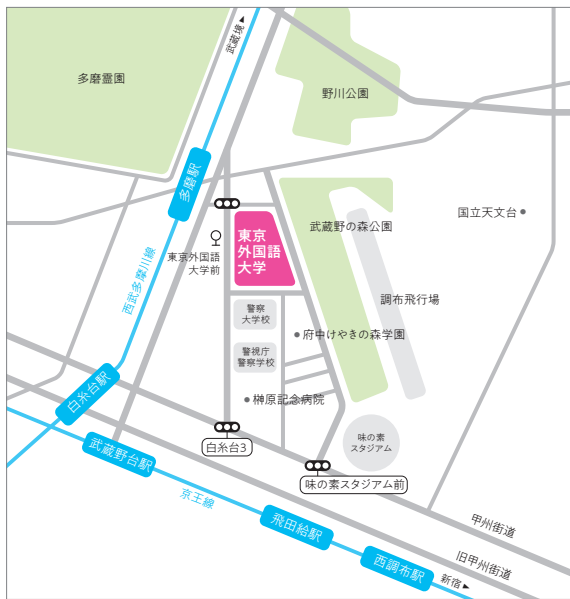 武蔵境▲
多磨霊園
野川公園
多磨駅
国立天文台
武蔵野の森公園
東京
外国語
大学
東京外国語
大学前
西武多摩川線
調布飛行場
警察
大学校
府中けやきの森学園
警視庁
警察学校
白糸台駅
榊原記念病院
味の素
スタジアム
白糸台3
武蔵野台駅
味の素スタジアム前
京王線
飛田給駅
甲州街道
旧甲州街道
西調布駅
新宿▶